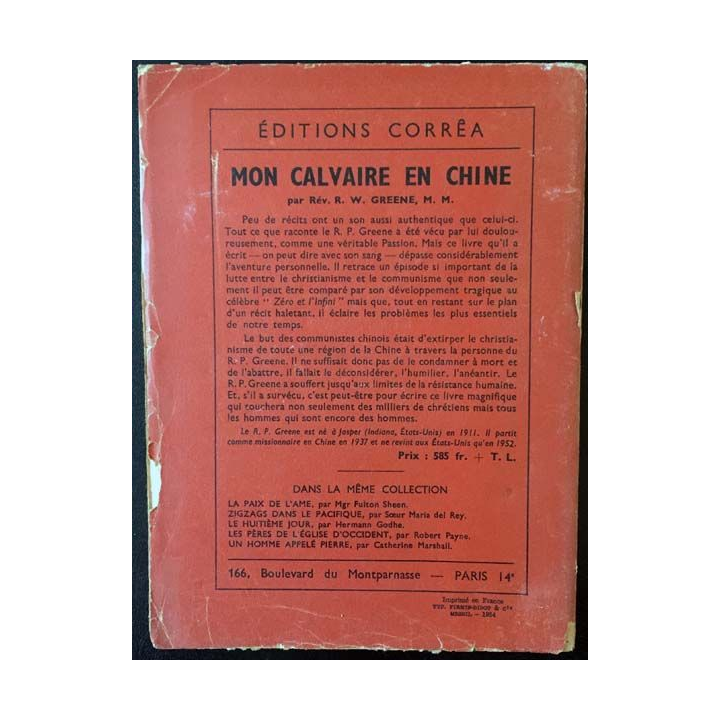 ÉDITIONS CORRÊA
MON CALVAIRE EN CHINE
par Rév. R. W. GREENE, M. M.
Peu de récits ont un son aussi authentique que celui-ci.
Tout ce que raconte le R. P. Greene a été vécu par lui doulou-
reusement, comme une véritable Passion. Mais ce livre qu'il a
écrit — on peut dire avec son sang — dépasse considérablement
l'aventure personnelle. Il retrace un épisode si important de la
lutte entre le christianisme et le communisme que non seule-
ment il peut être comparé par son développement tragique au
célèbre " Zéro et l'Infini " mais que, tout en restant sur le plan
d'un récit haletant, il éclaire les problèmes les plus essentiels
de notre temps.
Le but des communistes chinois était d'extirper le christia-
nisme de toute une région de la Chine à travers la personne du
R. P. Greene. Il ne suffisait donc pas de le condamner à mort et
de l'abattre, il fallait le déconsidérer, l'humilier, l'anéantir. Le
R. P. Greene a souffert jusqu'aux limites de la résistance humaine.
Et, s'il a survécu, c'est peut-être pour écrire ce livre magnifique
qui touchera non seulement des milliers de chrétiens mais tous
les hommes qui sont encore des hommes.
Le R. P. Greene est né à Jasper (Indiana, États-Unis) en 1911. Il partit
comme missionnaire en Chine en 1937 et ne revint aux États-Unis qu'en 1952.
Prix : 585 fr. + T. L.
DANS LA MÊME COLLECTION
LA PAIX DE L'AME, par Mgr Fulton Sheen.
ZIGZAGS DANS LE PACIFIQUE, par Sœur Maria del Rey.
LE HUITIÈME JOUR, par Hermann Godhe.
LES PÈRES DE L'ÉGLISE D'OCCIDENT, par Robert Payne.
UN HOMME APPELÉ PIERRE, par Catherine Marshall.
166, Boulevard du Montparnasse — PARIS 14e
Imprimé en France
TYP. FIRMIN-DIDOT & Cie
MESNIL. - 1954